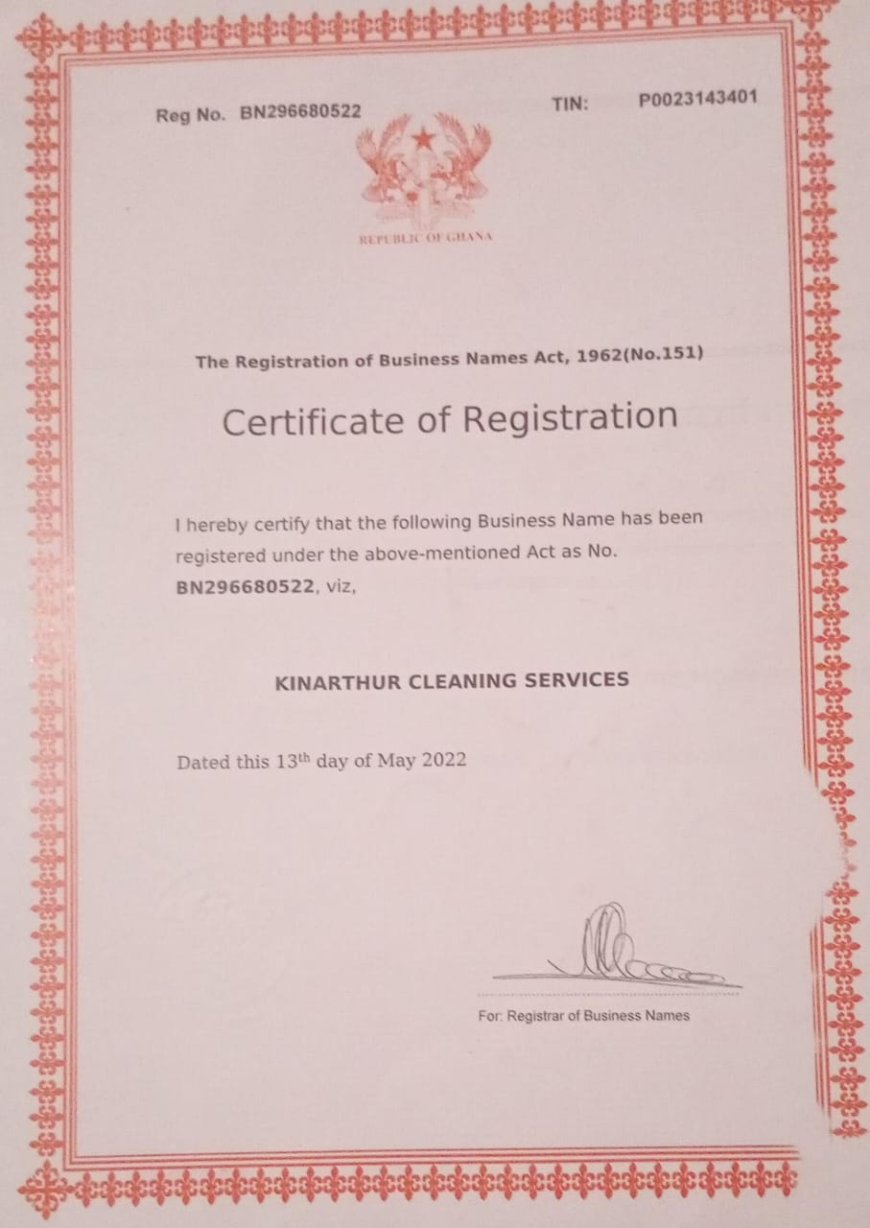 Reg No. BN296680522
TIN: P0023143401
REPUBLIC OF GHANA
The Registration of Business Names Act, 1962(No.151)
Certificate of Registration
I hereby certify that the following Business Name has been
registered under the above-mentioned Act as No.
BN296680522, viz,
KINARTHUR CLEANING SERVICES
Dated this 13th day of May 2022
For: Registrar of Business Names